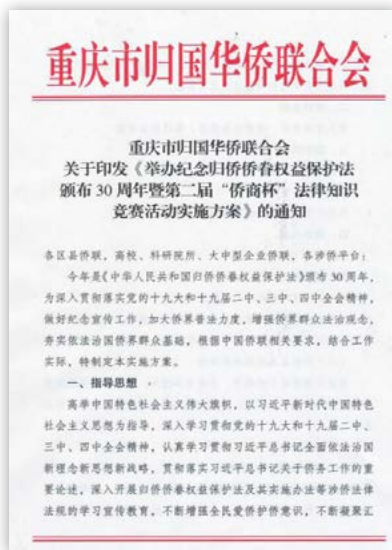 重庆市归国华侨联合会
重庆市归国华侨联合会
关于印发《举办纪念归侨侨眷权益保护法
颁布 30 周年暨第二届“侨商杯”法律知识
竞赛活动实施方案》的通知
各区县侨联，高校、科研院所、大中型企业侨联，各涉侨平台：
今年是《中华人民共和国归侨侨眷权益保护法》颁布 30 周年，
为深入贯彻落实党的十九大和十九届二中、三中、四中全会精神，
做好纪念宣传工作，加大侨界普法力度，增强侨界群众法治观念，
夯实依法治国侨界群众基础，根据中国侨联相关要求，结合工作
实际，特制定本实施方案。
一、指导思想
高举中国特色社会主义伟大旗帜，以习近平新时代中国特色
社会主义思想为指导，深入学习贯彻党的十九大和十九届二中、
三中、四中全会精神，认真学习贯彻习近平总书记全面依法治国
新理念新思想新战略，贯彻落实习近平总书记关于侨务工作的重
要论述，深入开展归侨侨眷权益保护法及其实施办法等涉侨法律
法规的学习宣传教育，不断增强全民爱侨护侨意识，不断凝聚汇